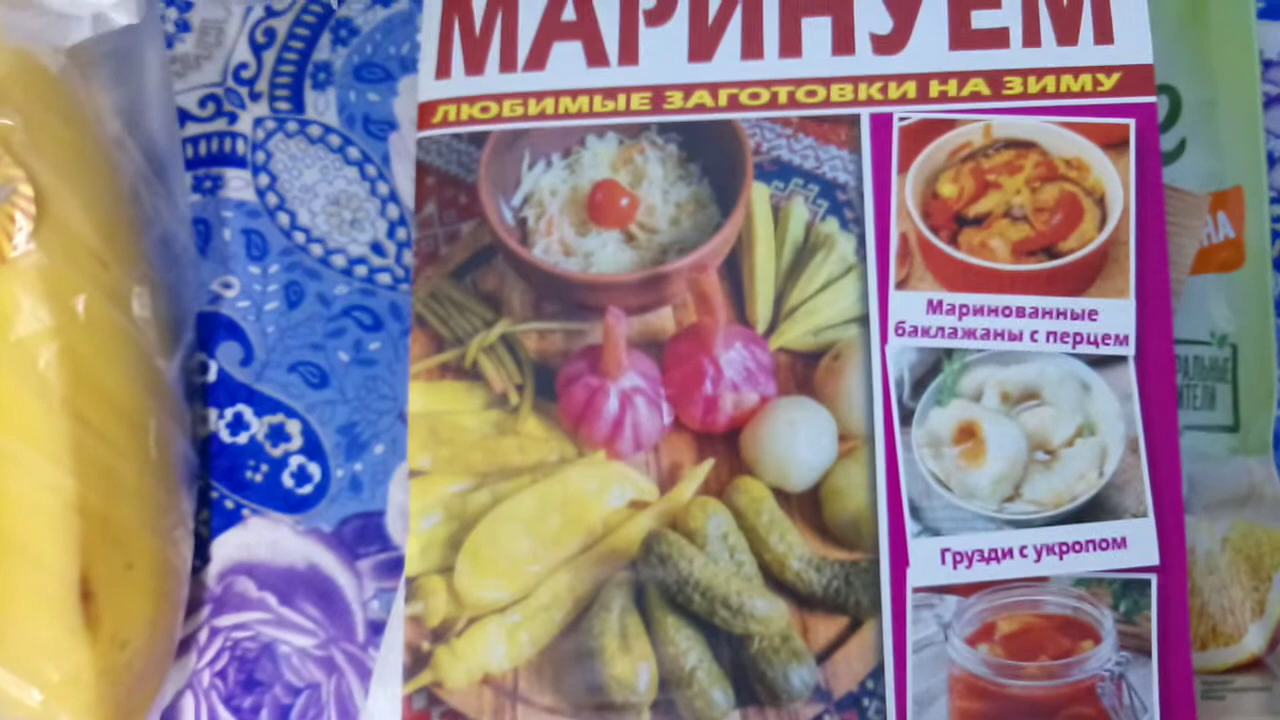 МАРИНУЕМ
ЛЮБИМЫЕ ЗАГОТОВКИ НА ЗИМУ
Маринованные
баклажаны с перцем
Грузди с укропом